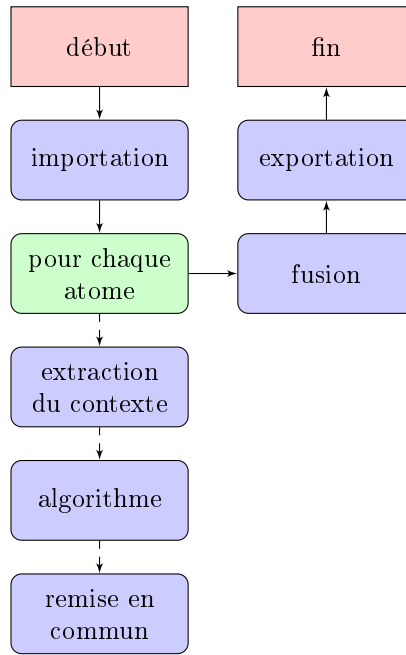 début
importation
pour chaque
atome
extraction
du contexte
algorithme
remise en
commun
fin
exportation
fusion